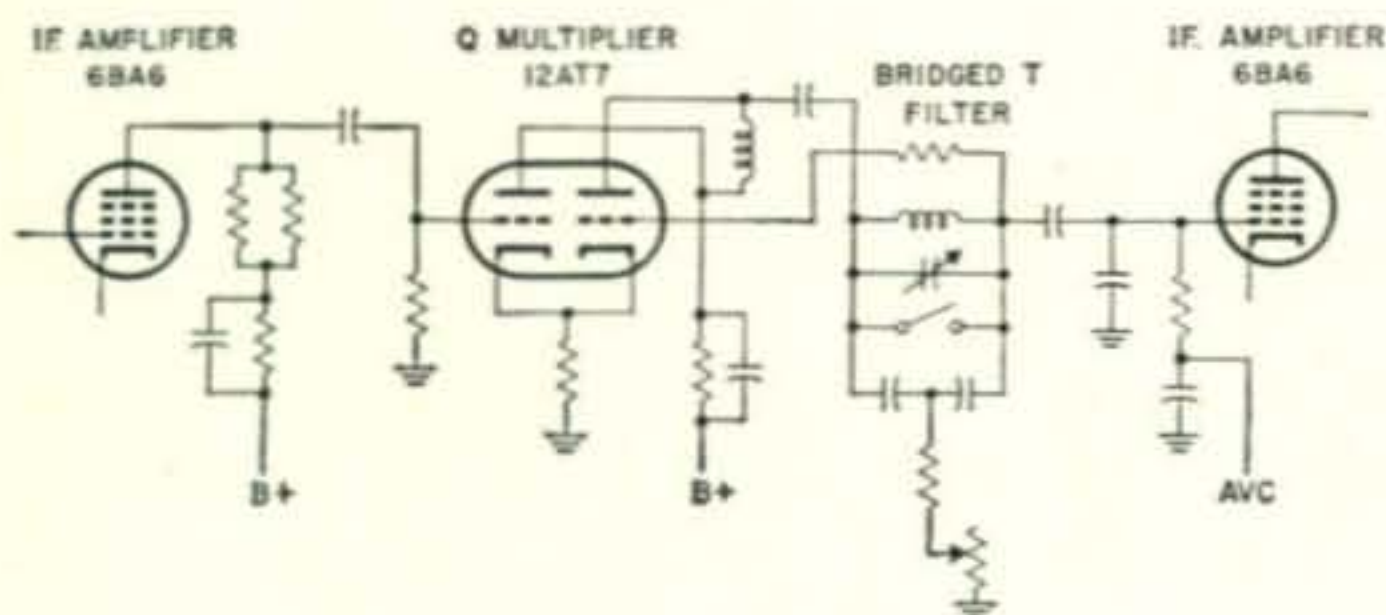 IF. AMPLIFIER
6BA6
Q MULTIPLIER
12AT7
BRIDGED T
FILTER
IF. AMPLIFIER
6BA6
B+
B+
AVC